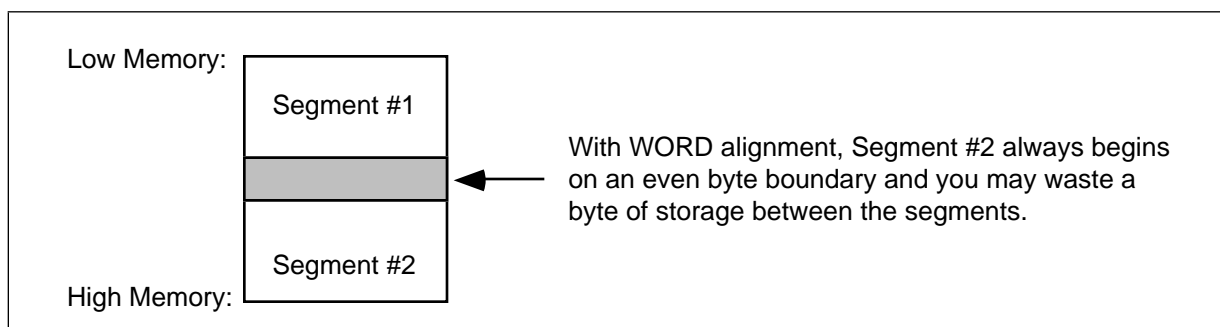 Low Memory:
Segment #1
With WORD alignment, Segment #2 always begins
on an even byte boundary and you may waste a
byte of storage between the segments.
Segment #2
High Memory: